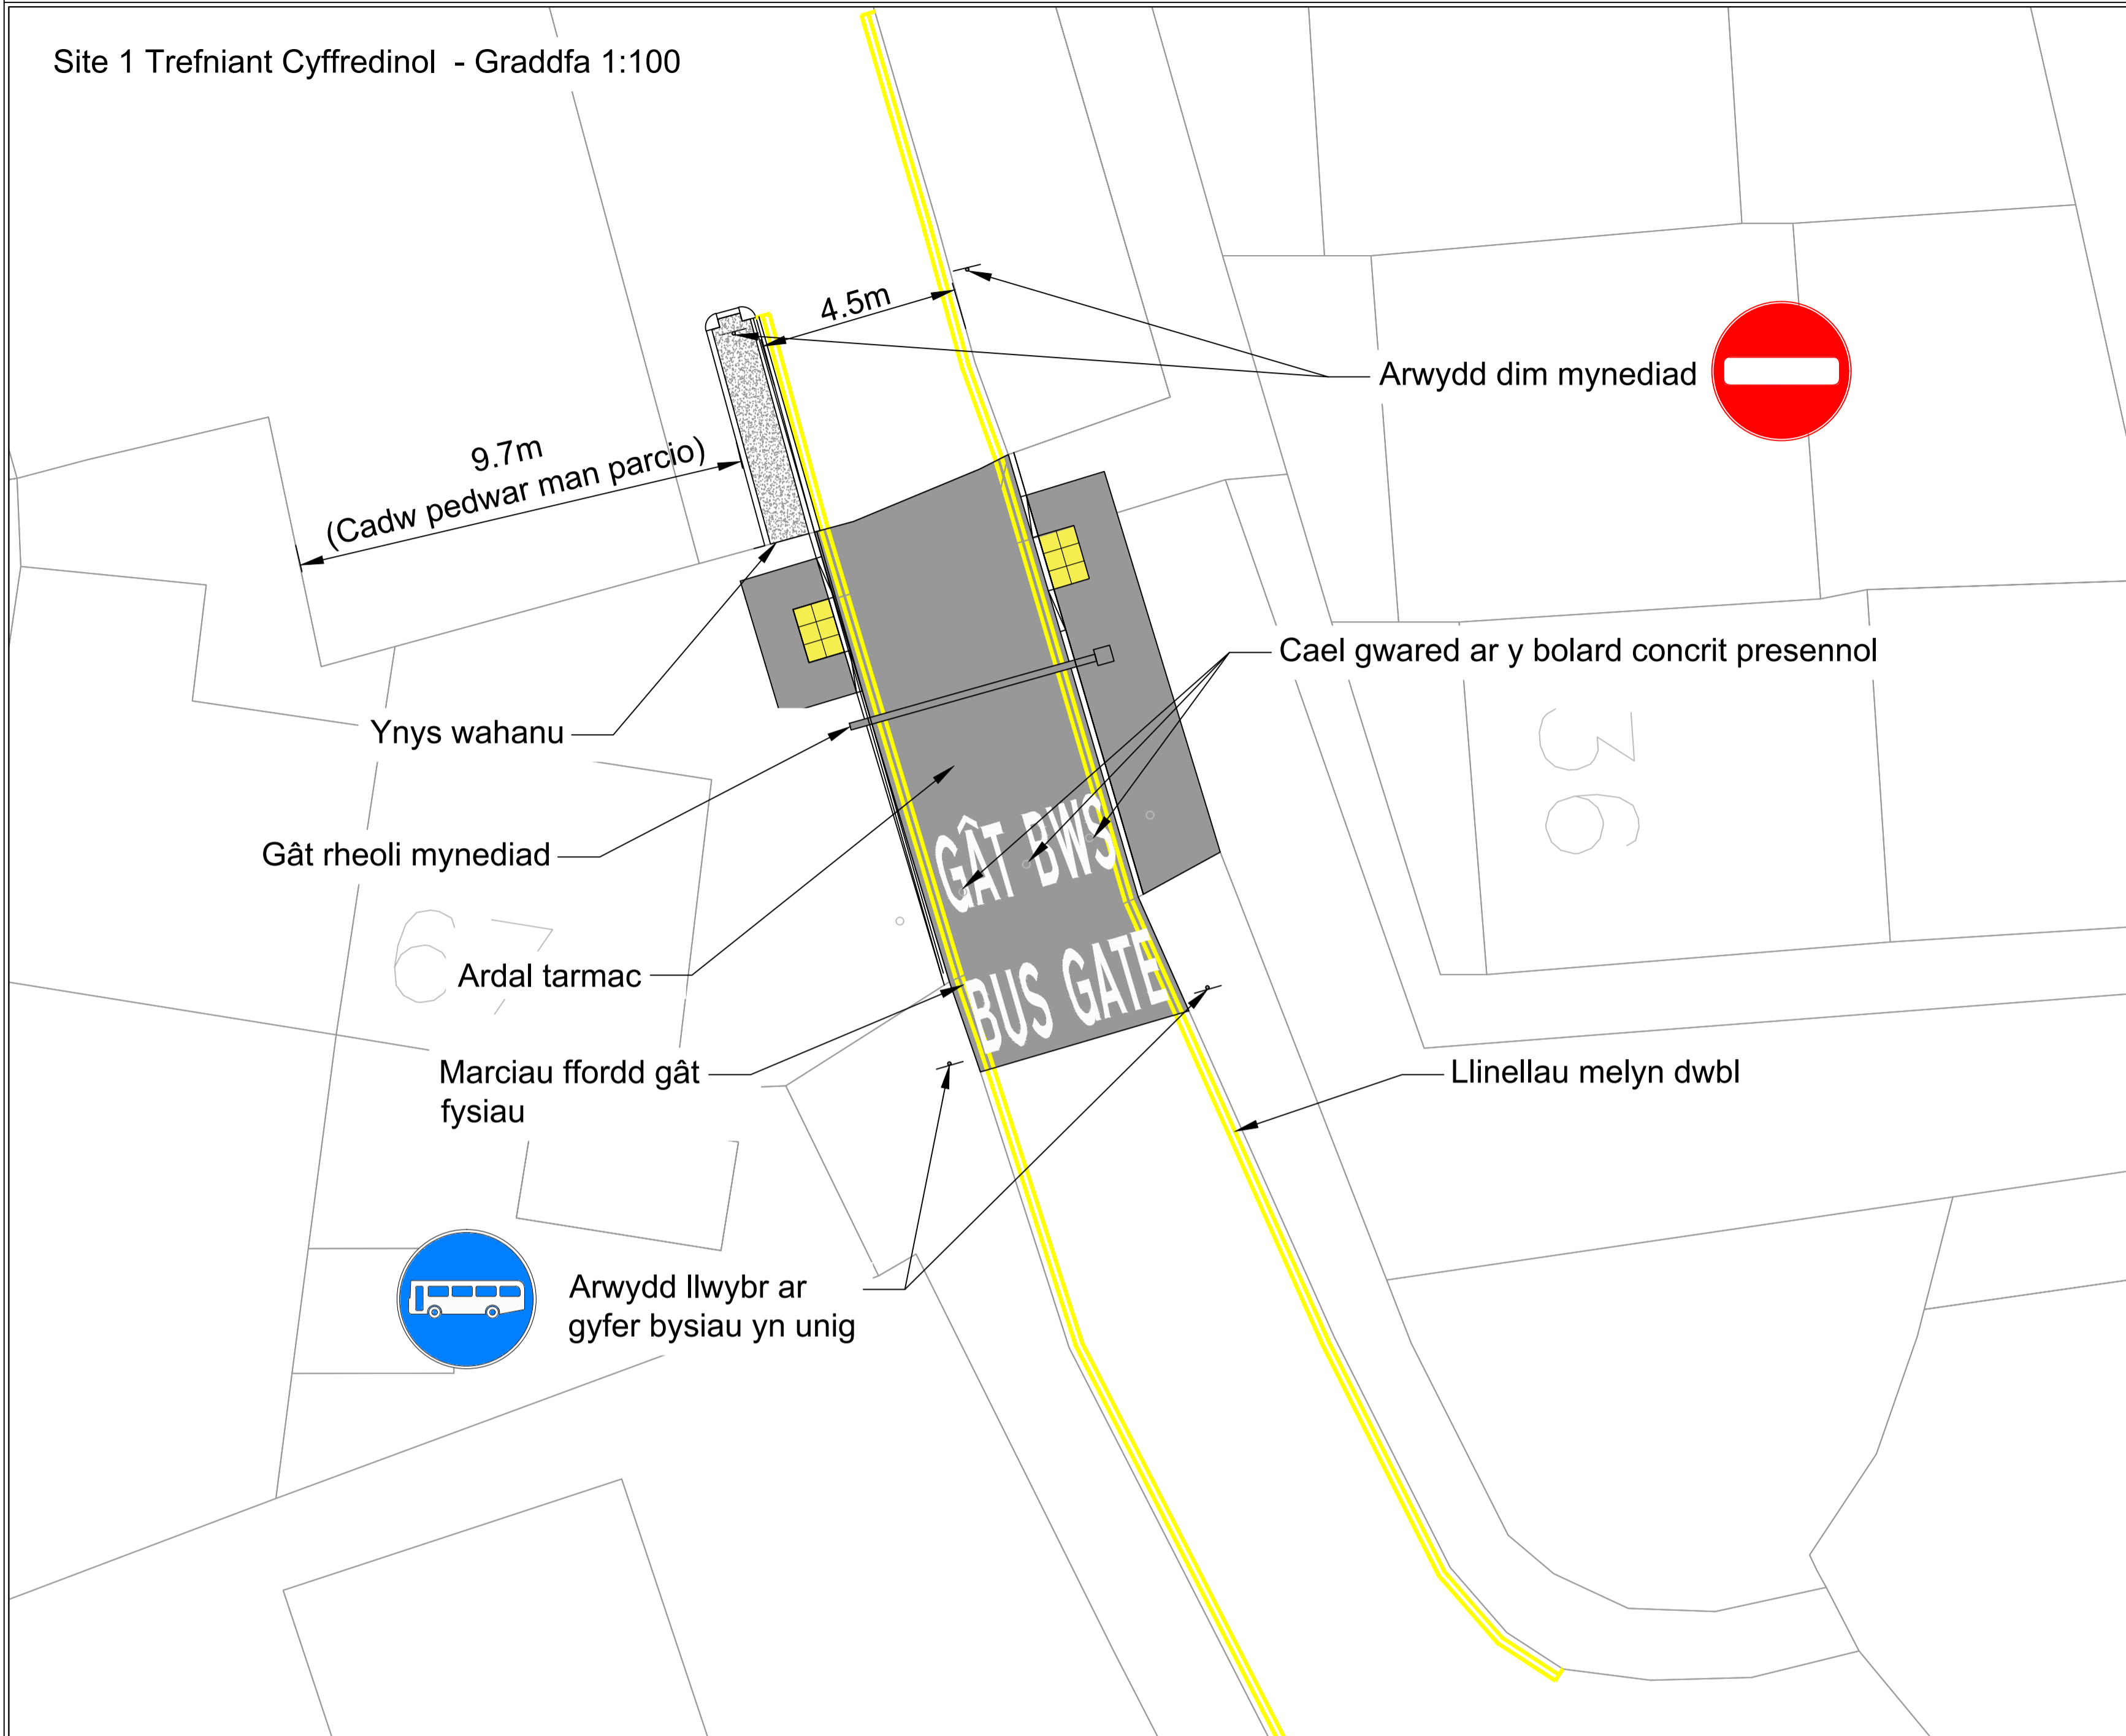 Site 1 Trefniant Cyffredinol - Graddfa 1:100
4.5m
Arwydd dim mynediad
9.7m
(Cadw pedwar man parcio)
Cael gwared ar y bolard concrit presennol
Ynys wahanu
63
Gât rheoli mynediad
GÂT BWS
67
Ardal tarmac
BUS GATE
Marciau ffordd gât
fysiau
Llinellau melyn dwbl
Arwydd llwybr ar
gyfer bysiau yn unig